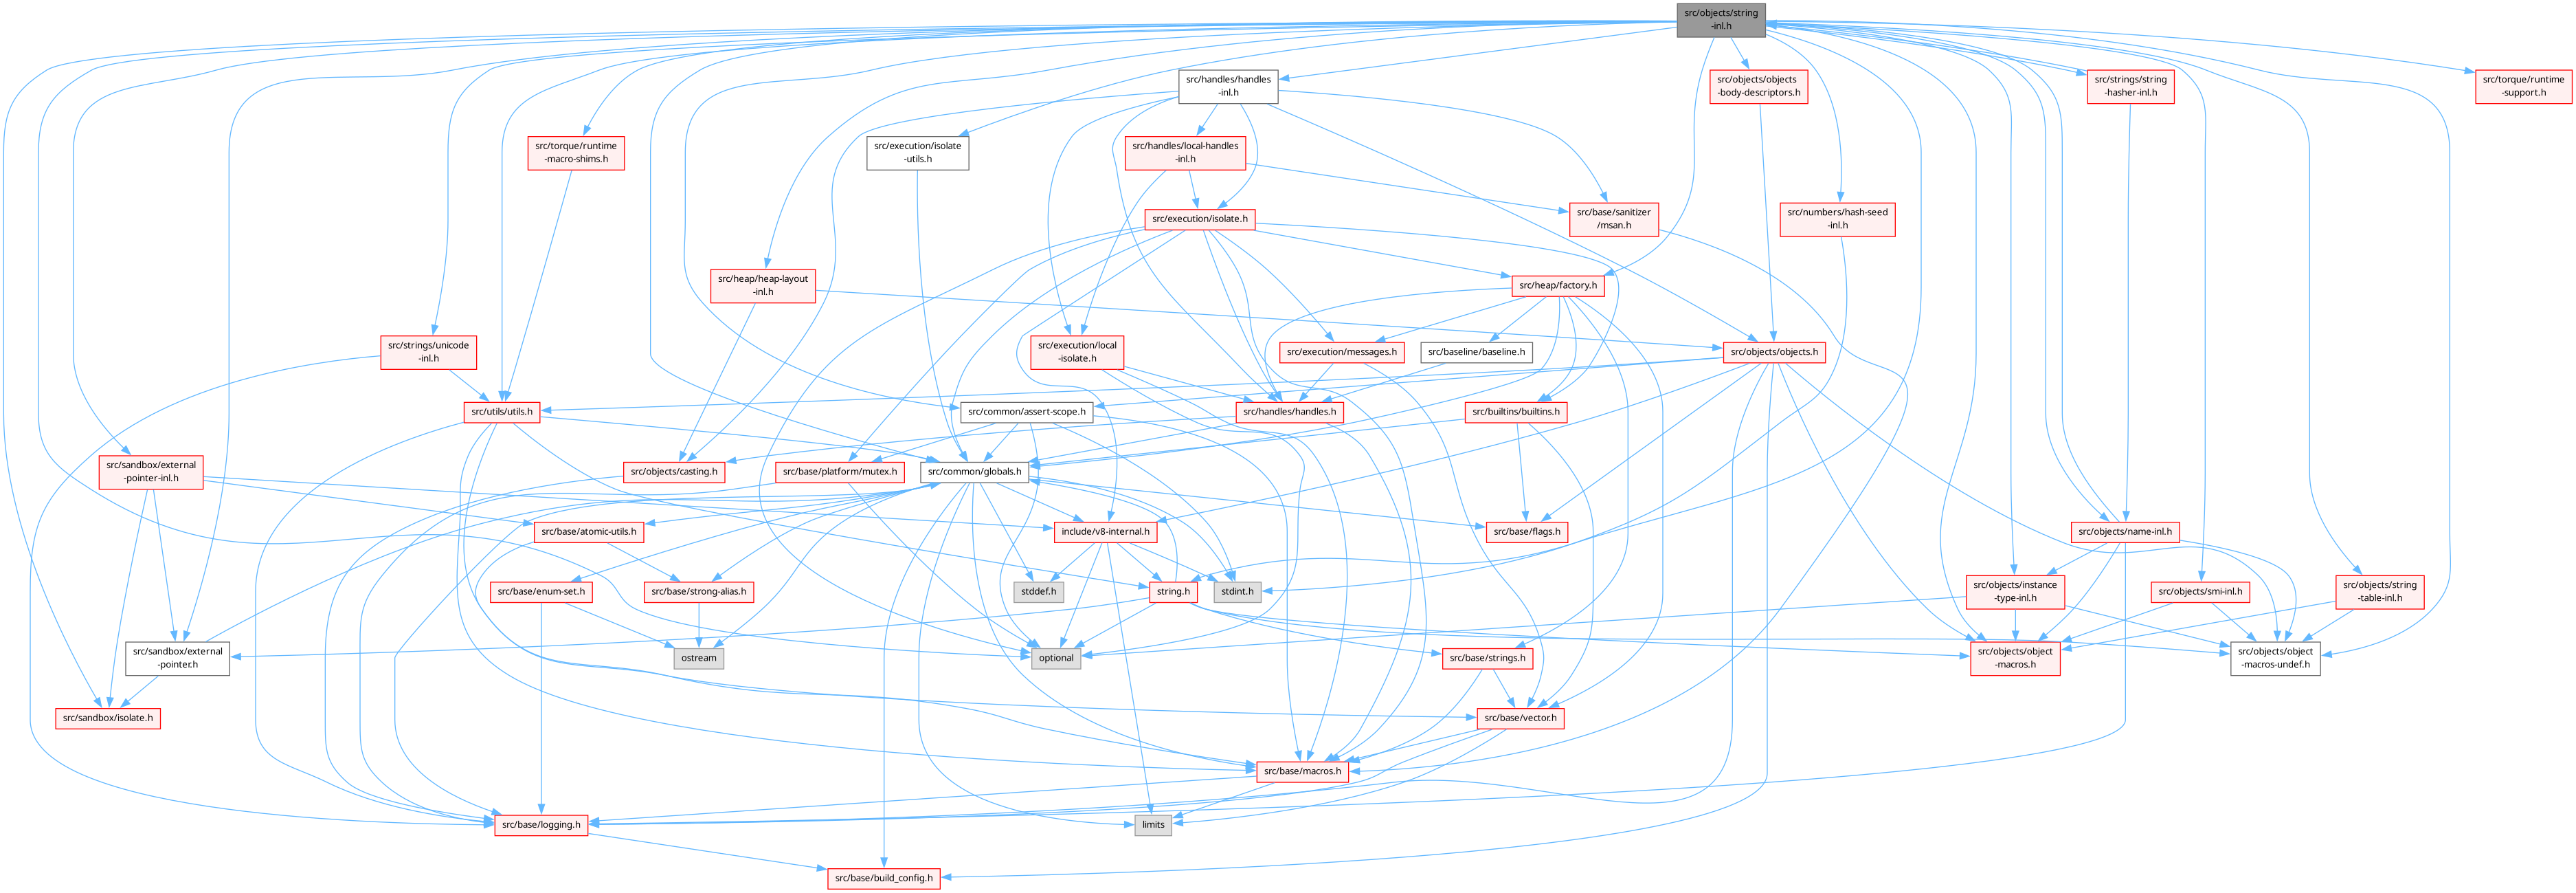 src/objects/string
-inl.h
src/handles/handles
-inl.h
src/objects/objects
-body-descriptors.h
src/strings/string
-hasher-inl.h
src/torque/runtime
-support.h
src/torque/runtime
-macro-shims.h
src/execution/isolate
-utils.h
src/handles/local-handles
-inl.h
src/execution/isolate.h
src/base/sanitizer
/msan.h
src/numbers/hash-seed
-inl.h
src/heap/heap-layout
-inl.h
src/heap/factory.h
src/strings/unicode
-inl.h
src/execution/local
-isolate.h
src/execution/messages.h
src/baseline/baseline.h
src/objects/objects.h
src/utils/utils.h
src/common/assert-scope.h
src/handles/handles.h
src/builtins/builtins.h
src/sandbox/external
-pointer-inl.h
src/objects/casting.h
src/base/platform/mutex.h
src/common/globals.h
src/base/atomic-utils.h
include/v8-internal.h
src/base/flags.h
src/objects/name-inl.h
src/base/enum-set.h
src/base/strong-alias.h
stddef.h
string.h
stdint.h
src/objects/instance
-type-inl.h
src/objects/smi-inl.h
src/objects/string
-table-inl.h
src/sandbox/external
-pointer.h
ostream
optional
src/base/strings.h
src/objects/object
-macros.h
src/objects/object
-macros-undef.h
src/sandbox/isolate.h
src/base/vector.h
src/base/macros.h
src/base/logging.h
limits
src/base/build_config.h